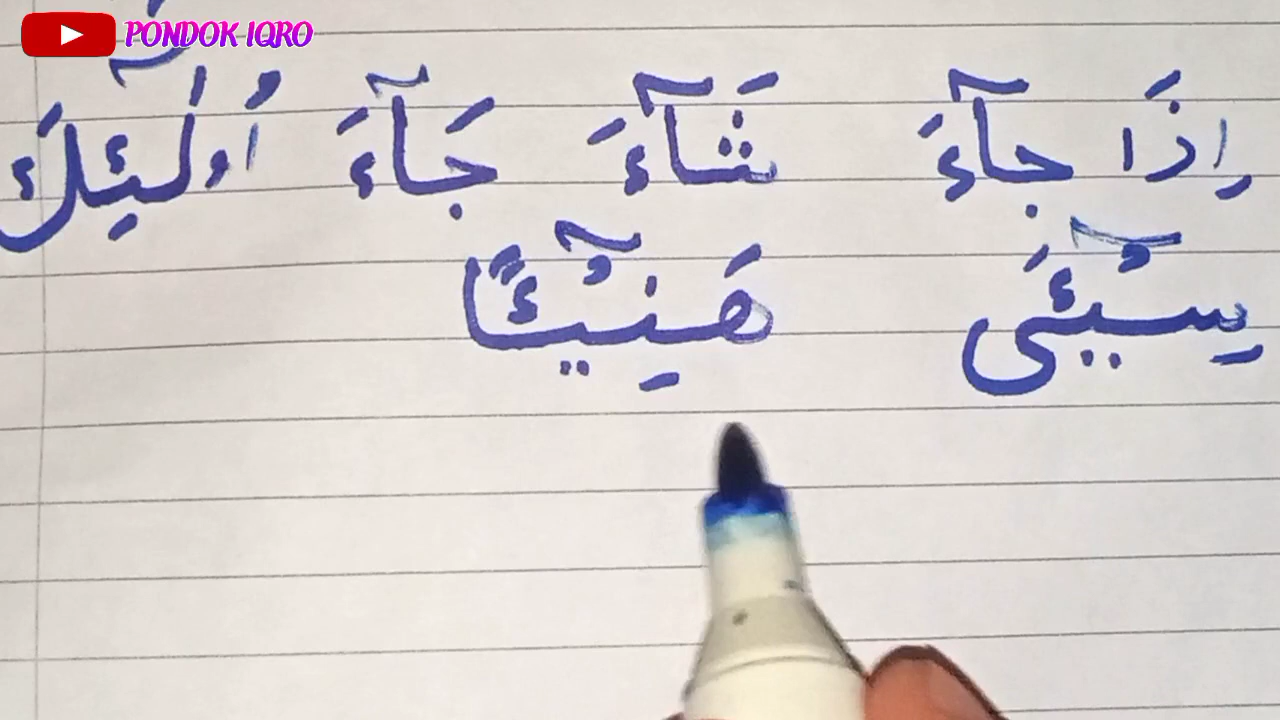 PONDOK IQRO
اِذَا جَآءَ شَآءَ جَآءَ اُولٰٓئِكَ
سِيْٓئَى هَنِيْٓئًا